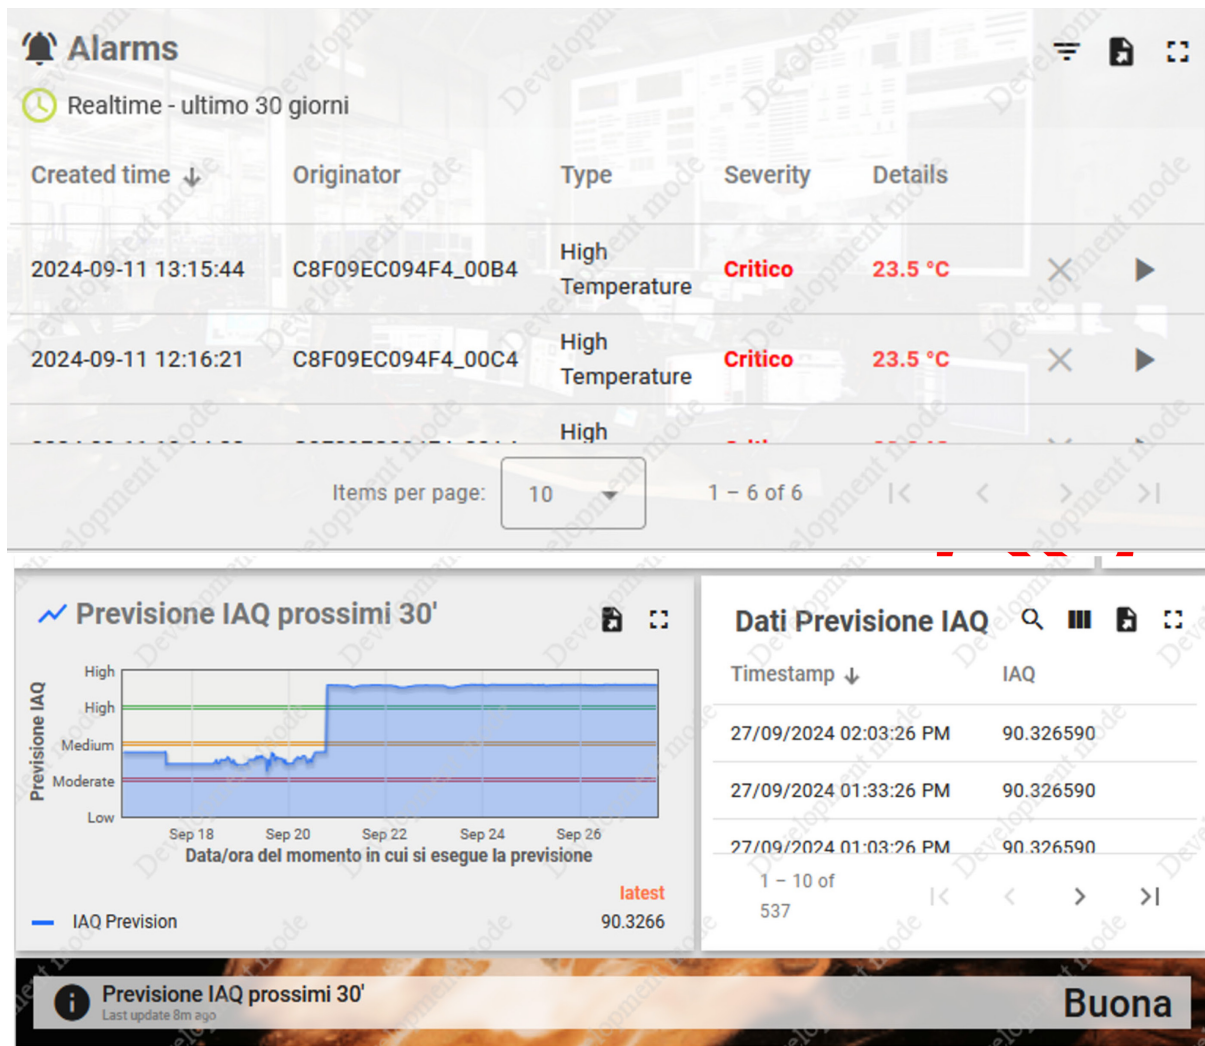 Alarms
Realtime - ultimo 30 giorni
Created time Originator Type Severity Details
2024-09-11 13:15:44 C8F09EC094F4_00B4 High Temperature Critico 23.5 °C
2024-09-11 12:16:21 C8F09EC094F4_00C4 High Temperature Critico 23.5 °C
High
Items per page: 10 1 – 6 of 6
Previsione IAQ prossimi 30'
Previsione IAQ
High
High
Medium
Moderate
Low
Sep 18 Sep 20 Sep 22 Sep 24 Sep 26
Data/ora del momento in cui si esegue la previsione
latest
IAQ Prevision 90.3266
Dati Previsione IAQ
Timestamp IAQ
27/09/2024 02:03:26 PM 90.326590
27/09/2024 01:33:26 PM 90.326590
27/09/2024 01:03:26 PM 90.326590
1 – 10 of
537
Previsione IAQ prossimi 30'
Last update 8m ago
Buona
Development mode